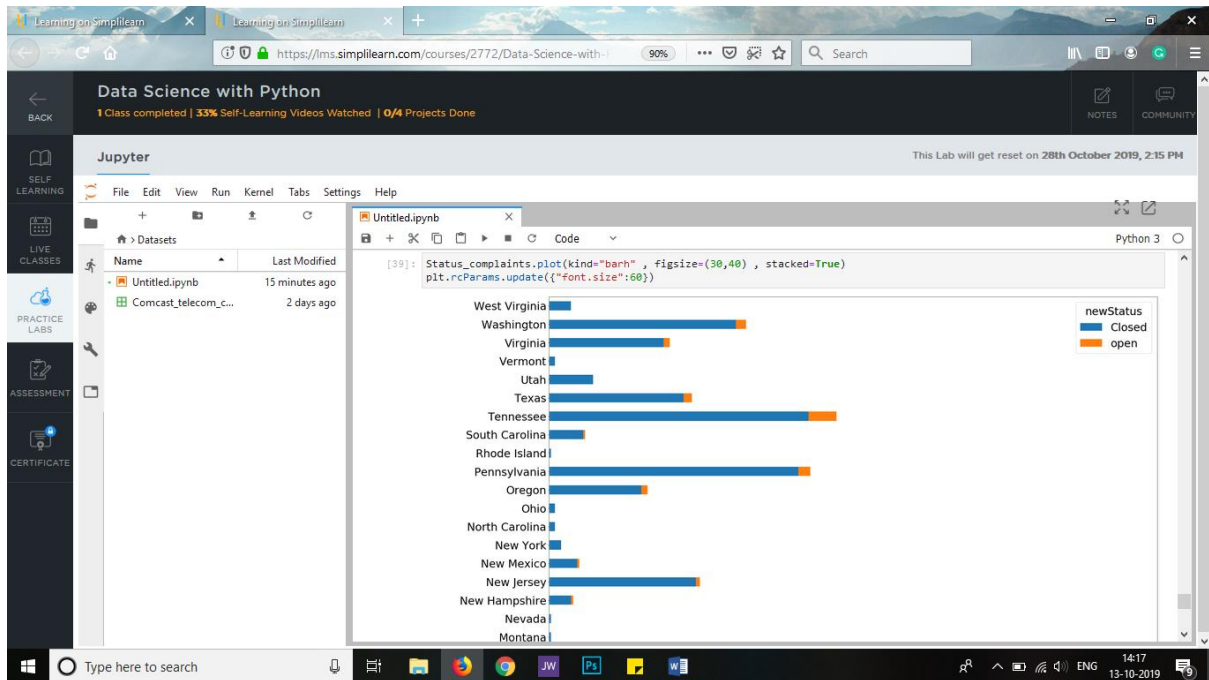 Learning on Simplilearn
Learning on Simplilearn
https://lms.simplilearn.com/courses/2772/Data-Science-with-
90%
Search
BACK
Data Science with Python
1 Class completed | 33% Self-Learning Videos Watched | 0/4 Projects Done
NOTES
COMMUNITY
SELF LEARNING
LIVE CLASSES
PRACTICE LABS
ASSESSMENT
CERTIFICATE
Jupyter
This Lab will get reset on 28th October 2019, 2:15 PM
File Edit View Run Kernel Tabs Settings Help
Datasets
Name Last Modified
Untitled.ipynb 15 minutes ago
Comcast_telecom_c... 2 days ago
Untitled.ipynb
Code
Python 3
[39]: Status_complaints.plot(kind="barh" , figsize=(30,40) , stacked=True)
plt.rcParams.update({"font.size":60})
newStatus
Closed
open
West Virginia
Washington
Virginia
Vermont
Utah
Texas
Tennessee
South Carolina
Rhode Island
Pennsylvania
Oregon
Ohio
North Carolina
New York
New Mexico
New Jersey
New Hampshire
Nevada
Montana
Type here to search
JW
Ps
ENG
14:17
13-10-2019
9